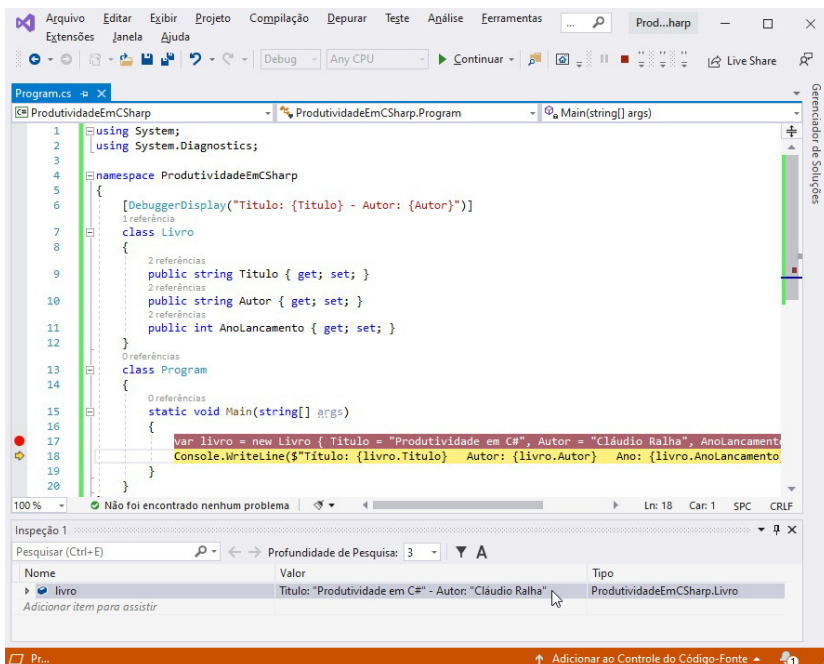 Arquivo Editar Exibir Projeto Compilação Depurar Teste Análise Ferramentas ... Prod...harp
Extensões Janela Ajuda
Debug Any CPU Continuar Live Share
Program.cs
C# ProdutividadeEmCSharp ProdutividadeEmCSharp.Program Main(string[] args)
Gerenciador de Soluções
1 using System;
2 using System.Diagnostics;
3
4 namespace ProdutividadeEmCSharp
5 {
6 [DebuggerDisplay("Titulo: {Titulo} - Autor: {Autor}")]
1 referência
7 class Livro
8 {
2 referências
9 public string Titulo { get; set; }
2 referências
10 public string Autor { get; set; }
2 referências
11 public int AnoLancamento { get; set; }
12 }
0 referências
13 class Program
14 {
0 referências
15 static void Main(string[] args)
16 {
17 var livro = new Livro { Titulo = "Produtividade em C#", Autor = "Cláudio Ralha", AnoLancament
18 Console.WriteLine($"Título: {livro.Titulo} Autor: {livro.Autor} Ano: {livro.AnoLancamento
19 }
20 }
100 % Não foi encontrado nenhum problema Ln: 18 Car: 1 SPC CRLF
Inspeção 1
Pesquisar (Ctrl+E) Profundidade de Pesquisa: 3 A
Nome Valor Tipo
livro Titulo: "Produtividade em C#" - Autor: "Cláudio Ralha" ProdutividadeEmCSharp.Livro
Adicionar item para assistir
Pr... Adicionar ao Controle do Código-Fonte 1